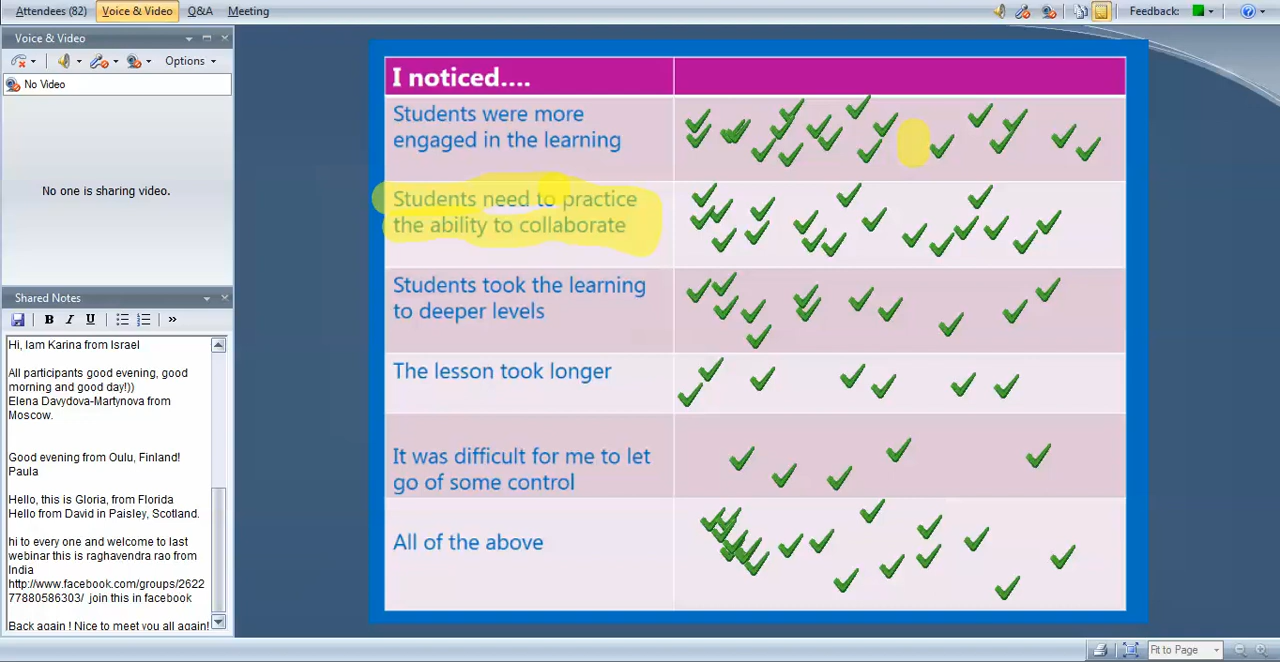 Attendees (82) Voice & Video Q&A Meeting Feedback:
Voice & Video
Options
No Video
No one is sharing video.
Shared Notes
B I U »
Hi, Iam Karina from Israel
All participants good evening, good
morning and good day!))
Elena Davydova-Martynova from
Moscow.
Good evening from Oulu, Finland!
Paula
Hello, this is Gloria, from Florida
Hello from David in Paisley, Scotland.
hi to every one and welcome to last
webinar this is raghavendra rao from
India
http://www.facebook.com/groups/2622
77880586303/ join this in facebook
Back again ! Nice to meet you all again!
I noticed....
Students were more
engaged in the learning
Students need to practice
the ability to collaborate
Students took the learning
to deeper levels
The lesson took longer
It was difficult for me to let
go of some control
All of the above
Fit to Page